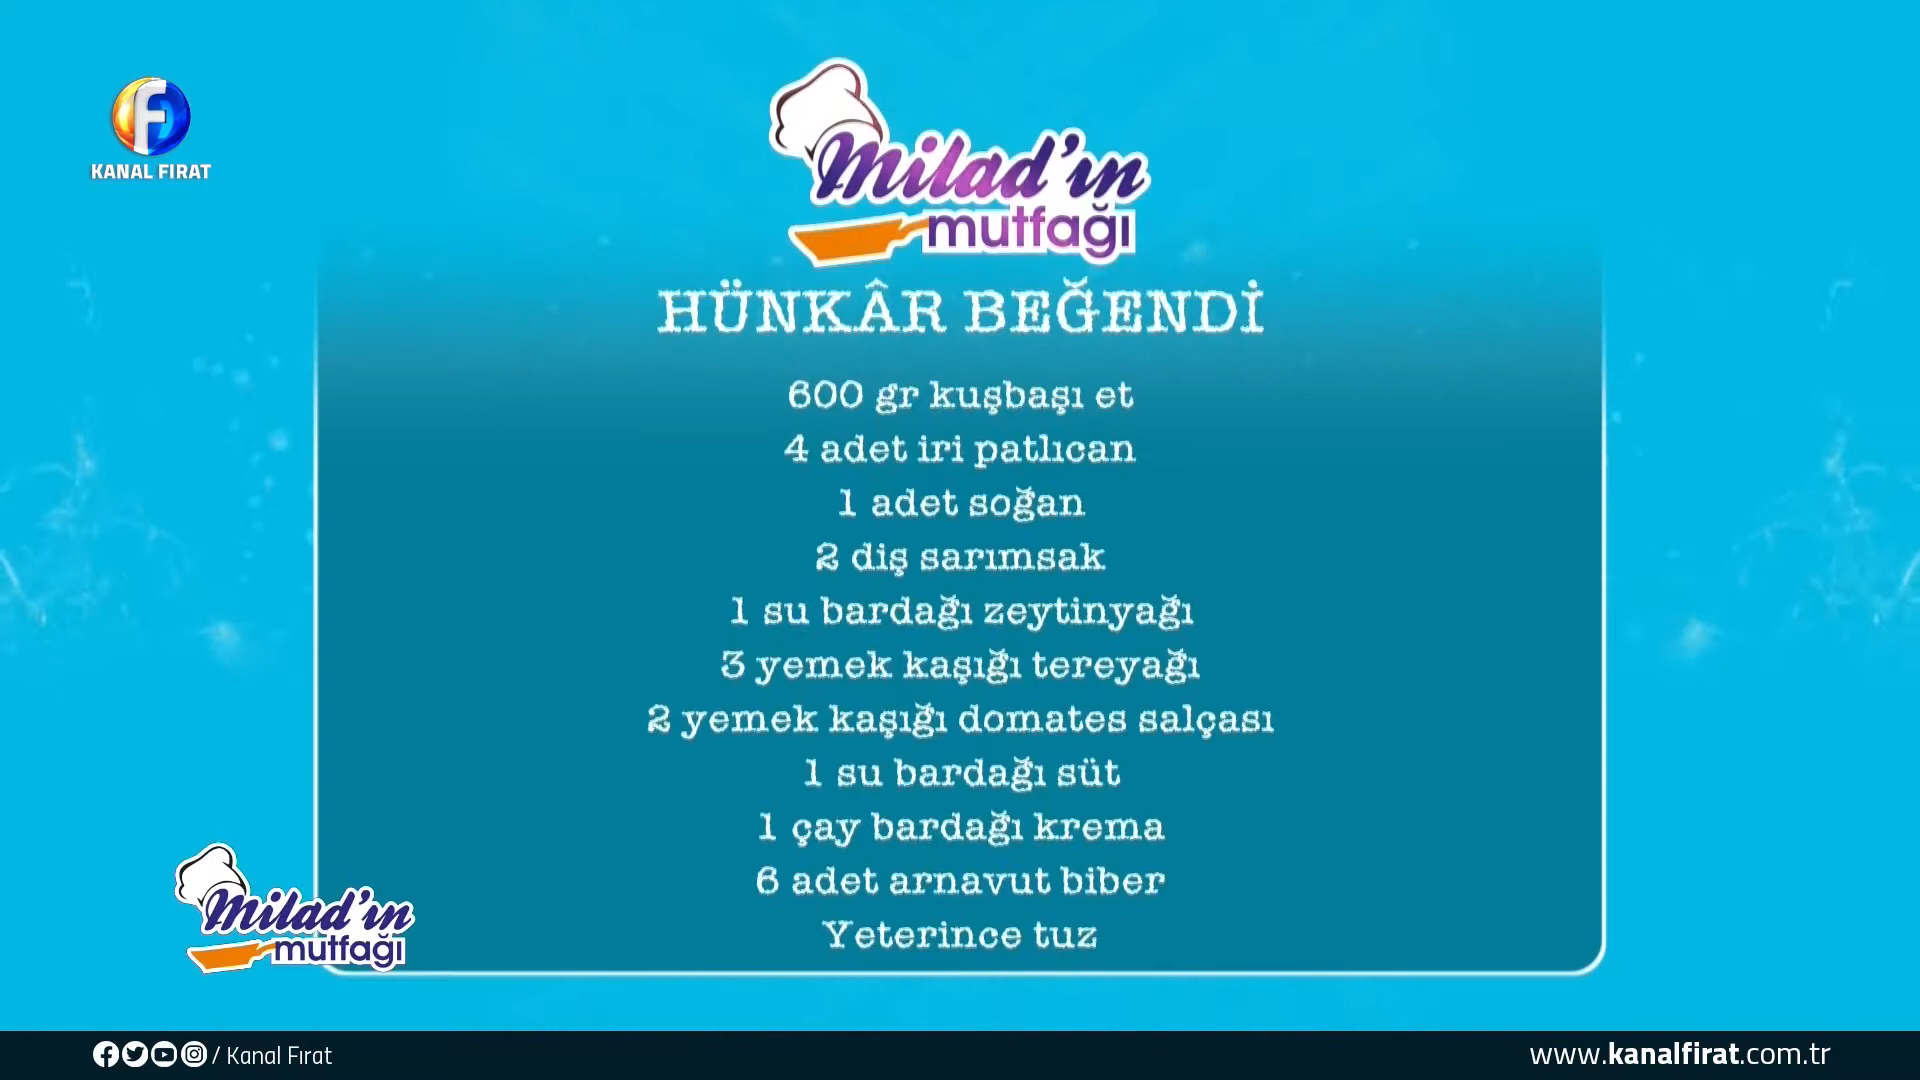 KANAL FIRAT
Milad'ın
mutfağı
HÜNKÂR BEĞENDİ
600 gr kuşbaşı et
4 adet iri patlıcan
1 adet soğan
2 diş sarımsak
1 su bardağı zeytinyağı
3 yemek kaşığı tereyağı
2 yemek kaşığı domates salçası
1 su bardağı süt
1 çay bardağı krema
6 adet arnavut biber
Yeterince tuz
Milad'ın
mutfağı
/ Kanal Fırat
www.kanalfirat.com.tr